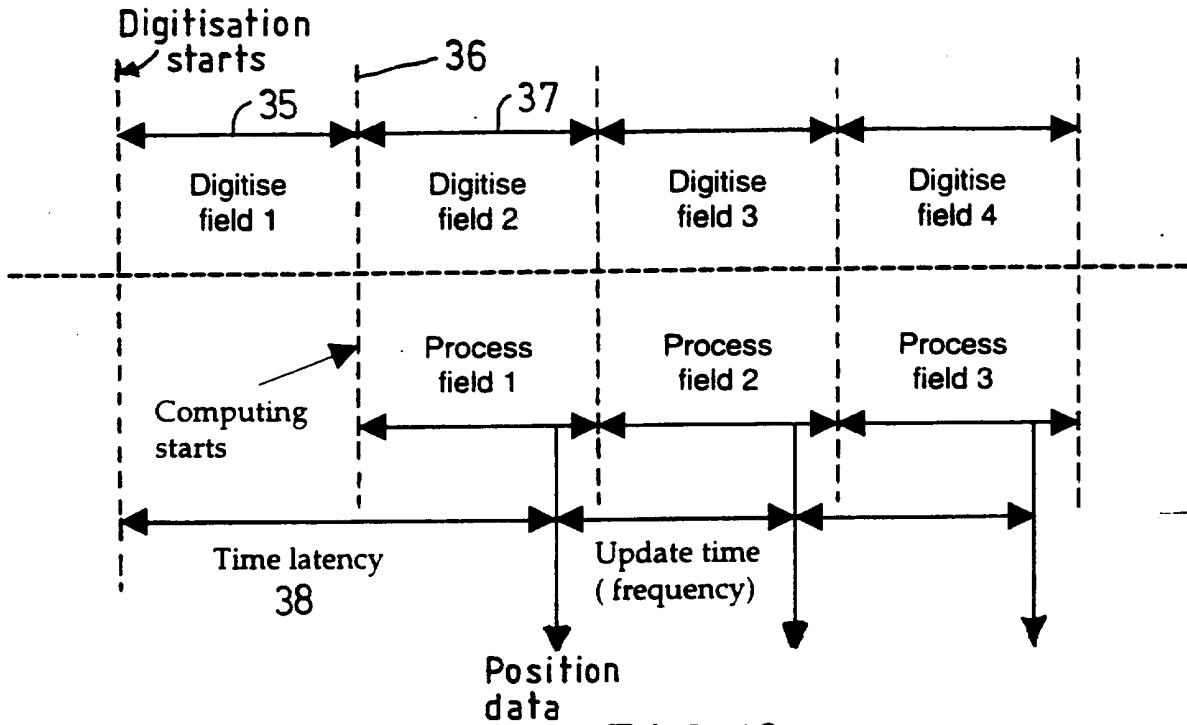 Digitisation
starts
36
35
37
Digitise
field 1
Digitise
field 2
Digitise
field 3
Digitise
field 4
Process
field 1
Process
field 2
Process
field 3
Computing
starts
Time latency
38
Update time
( frequency)
Position
data